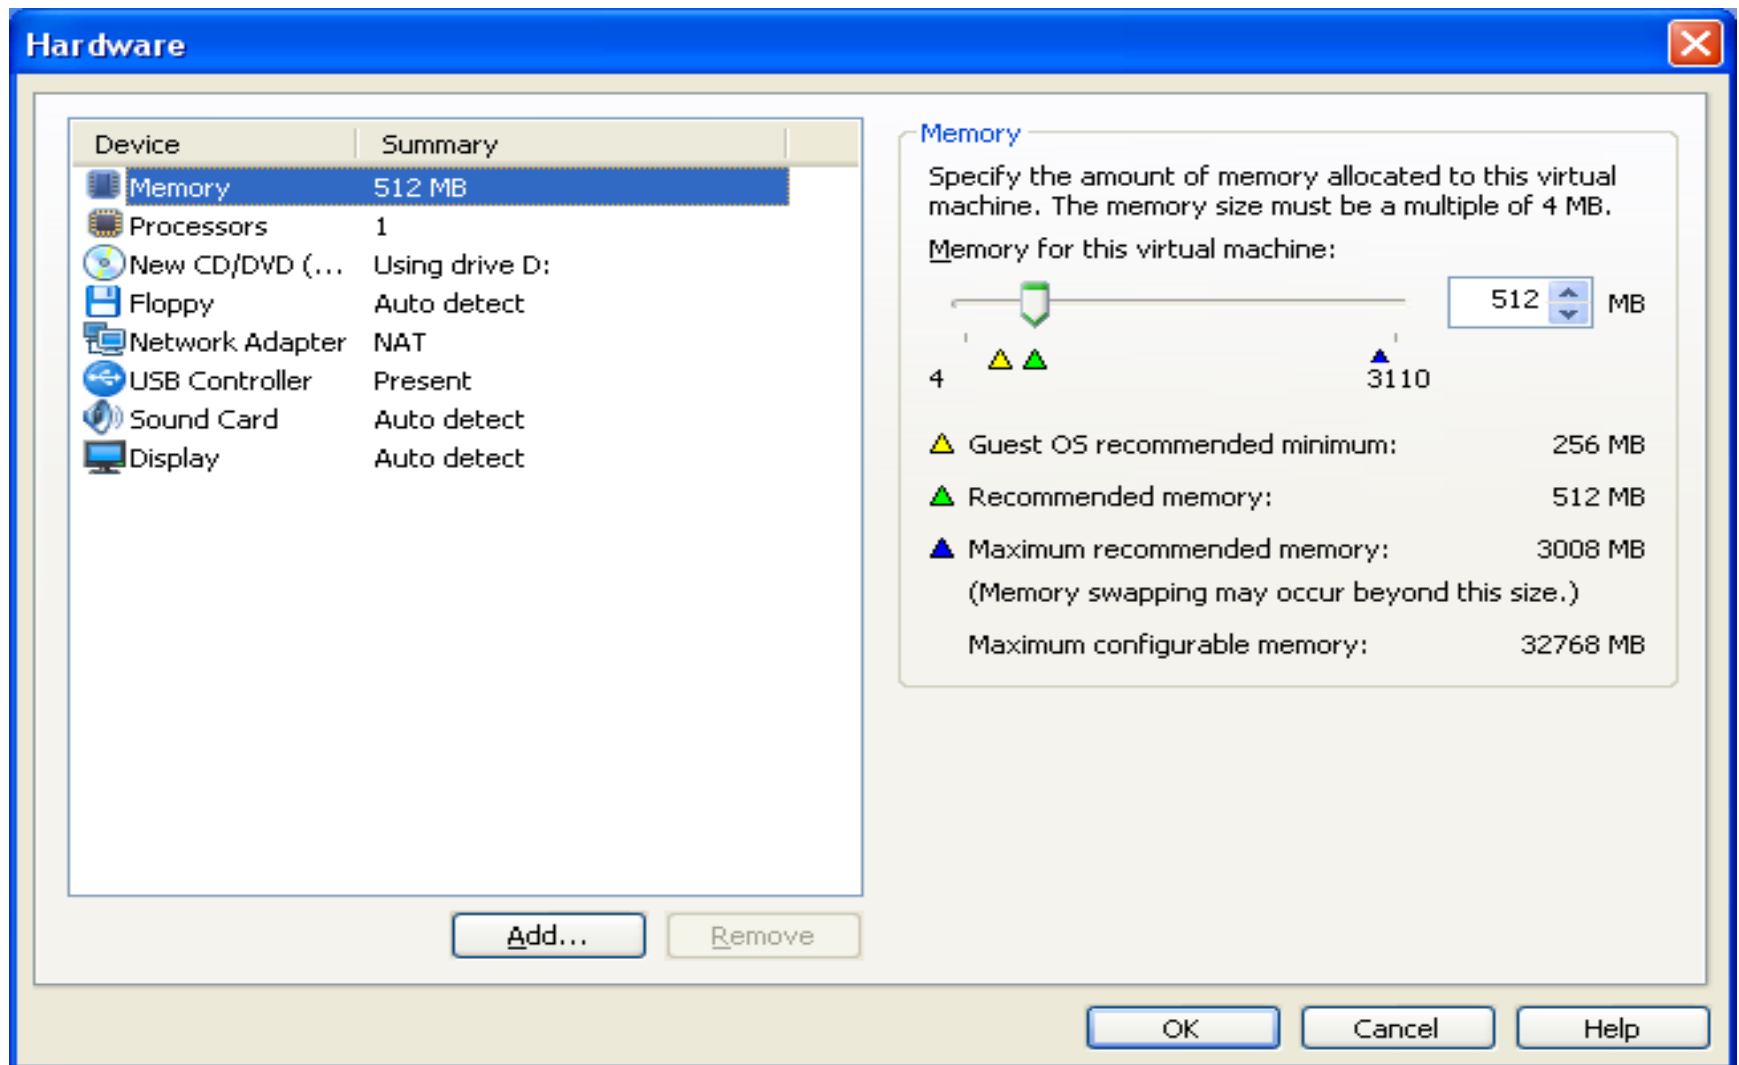 Hardware
Device Summary
Memory 512 MB
Processors 1
New CD/DVD (... Using drive D:
Floppy Auto detect
Network Adapter NAT
USB Controller Present
Sound Card Auto detect
Display Auto detect
Add... Remove
Memory
Specify the amount of memory allocated to this virtual
machine. The memory size must be a multiple of 4 MB.
Memory for this virtual machine:
512 MB
4 3110
Guest OS recommended minimum: 256 MB
Recommended memory: 512 MB
Maximum recommended memory: 3008 MB
(Memory swapping may occur beyond this size.)
Maximum configurable memory: 32768 MB
OK Cancel Help